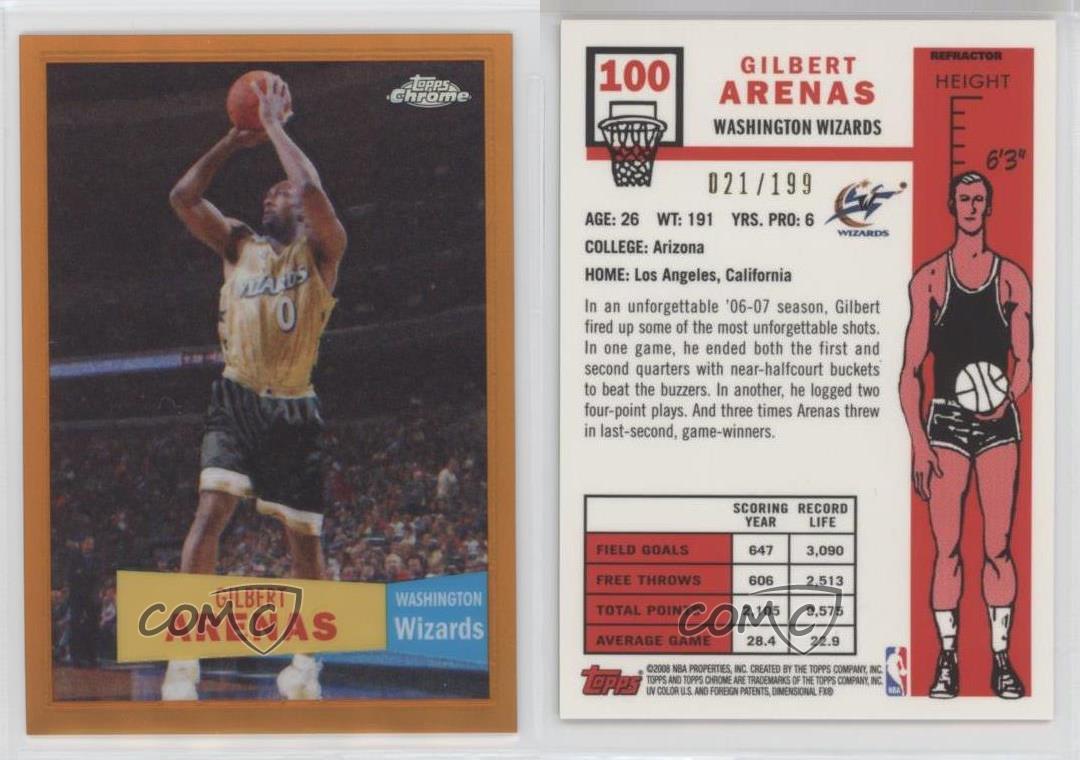 Topps
Chrome
WIZARDS
0
GILBERT
ARENAS
WASHINGTON
Wizards
COMC
100
GILBERT
ARENAS
WASHINGTON WIZARDS
REFRACTOR
HEIGHT
6'3"
021/199
WIZARDS
AGE: 26 WT: 191 YRS. PRO: 6
COLLEGE: Arizona
HOME: Los Angeles, California
In an unforgettable '06-07 season, Gilbert
fired up some of the most unforgettable shots.
In one game, he ended both the first and
second quarters with near-halfcourt buckets
to beat the buzzers. In another, he logged two
four-point plays. And three times Arenas threw
in last-second, game-winners.
SCORING YEAR RECORD LIFE
FIELD GOALS 647 3,090
FREE THROWS 606 2,513
TOTAL POINTS 2,105 9,575
AVERAGE GAME 28.4 22.9
COMC
Topps
©2008 NBA PROPERTIES, INC. CREATED BY THE TOPPS COMPANY, INC.
TOPPS AND TOPPS CHROME ARE TRADEMARKS OF THE TOPPS COMPANY, INC.
UV COLOR U.S. AND FOREIGN PATENTS, DIMENSIONAL FX®
NBA